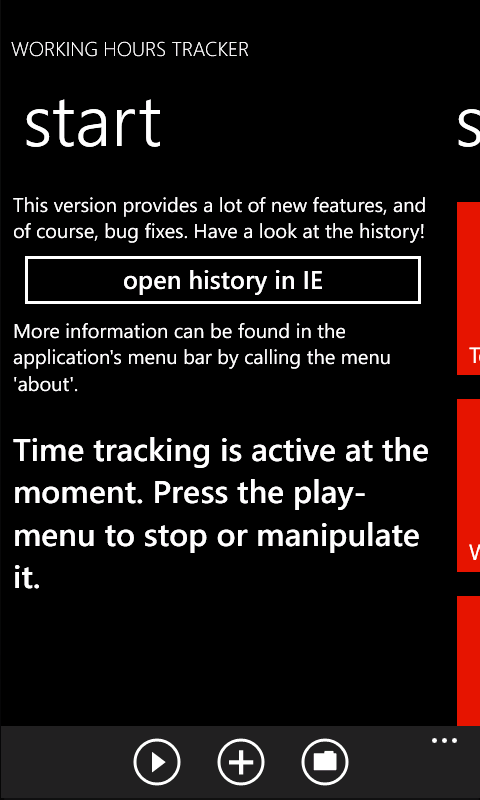 WORKING HOURS TRACKER
start
This version provides a lot of new features, and
of course, bug fixes. Have a look at the history!
open history in IE
More information can be found in the
application's menu bar by calling the menu
'about'.
Time tracking is active at the
moment. Press the play-
menu to stop or manipulate
it.